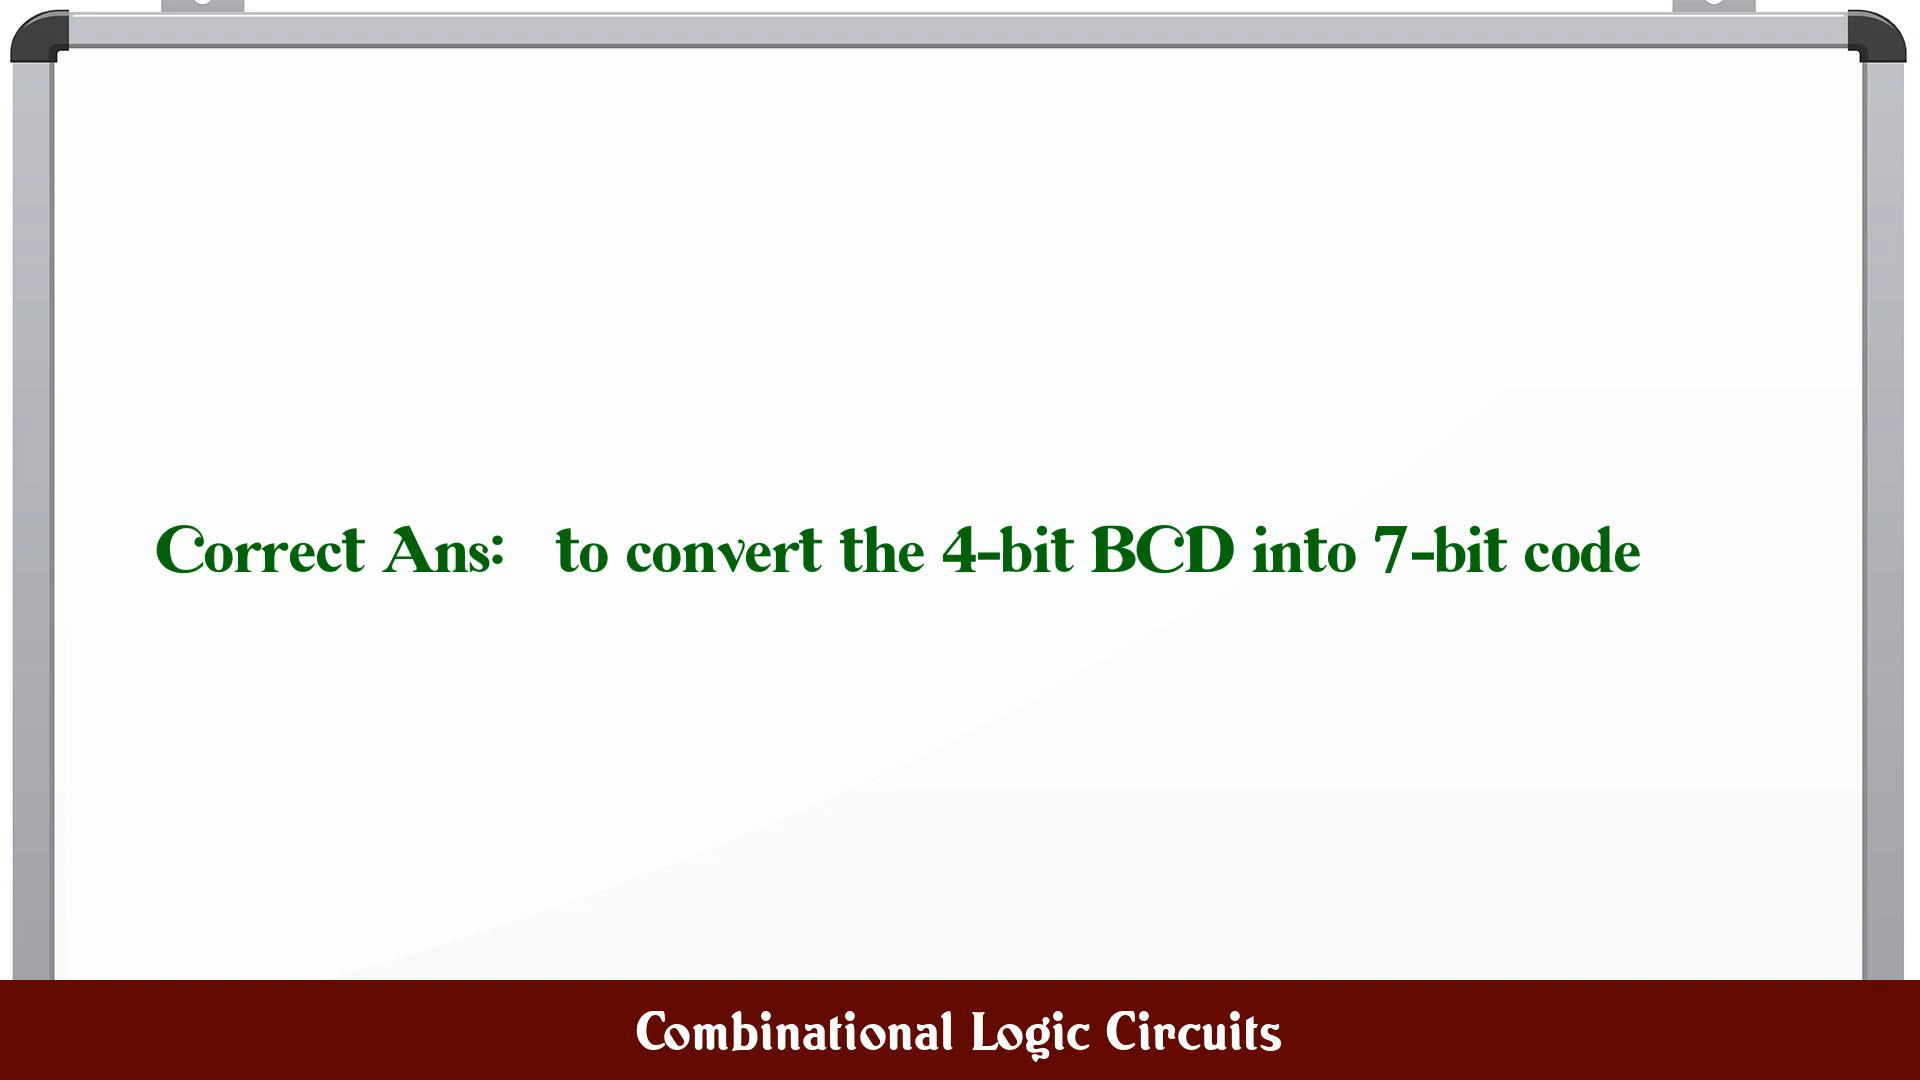 Correct Ans: to convert the 4-bit BCD into 7-bit code
Combinational Logic Circuits